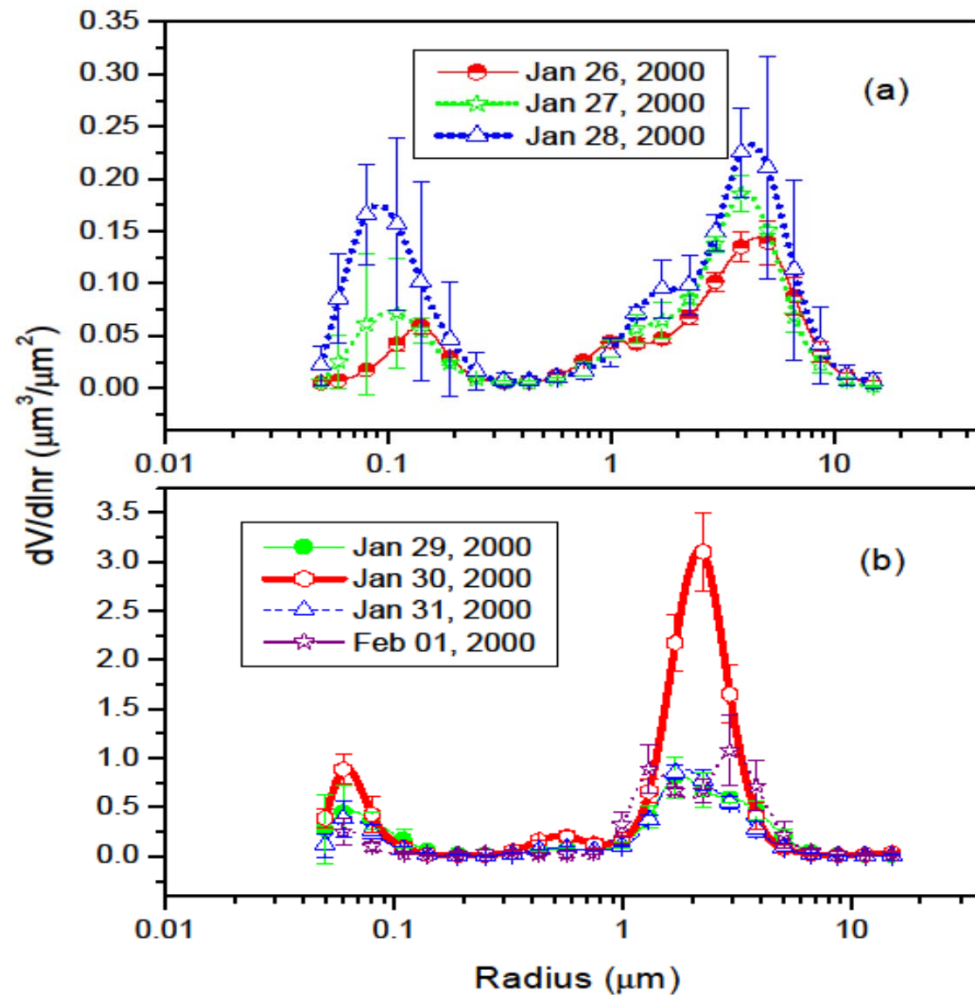 0.35
0.30
0.25
0.20
0.15
0.10
0.05
0.00
Jan 26, 2000
Jan 27, 2000
Jan 28, 2000
(a)
0.01
0.1
1
10
dV/dlnr (μm³/μm²)
3.5
3.0
2.5
2.0
1.5
1.0
0.5
0.0
Jan 29, 2000
Jan 30, 2000
Jan 31, 2000
Feb 01, 2000
(b)
0.01
0.1
1
10
Radius (μm)